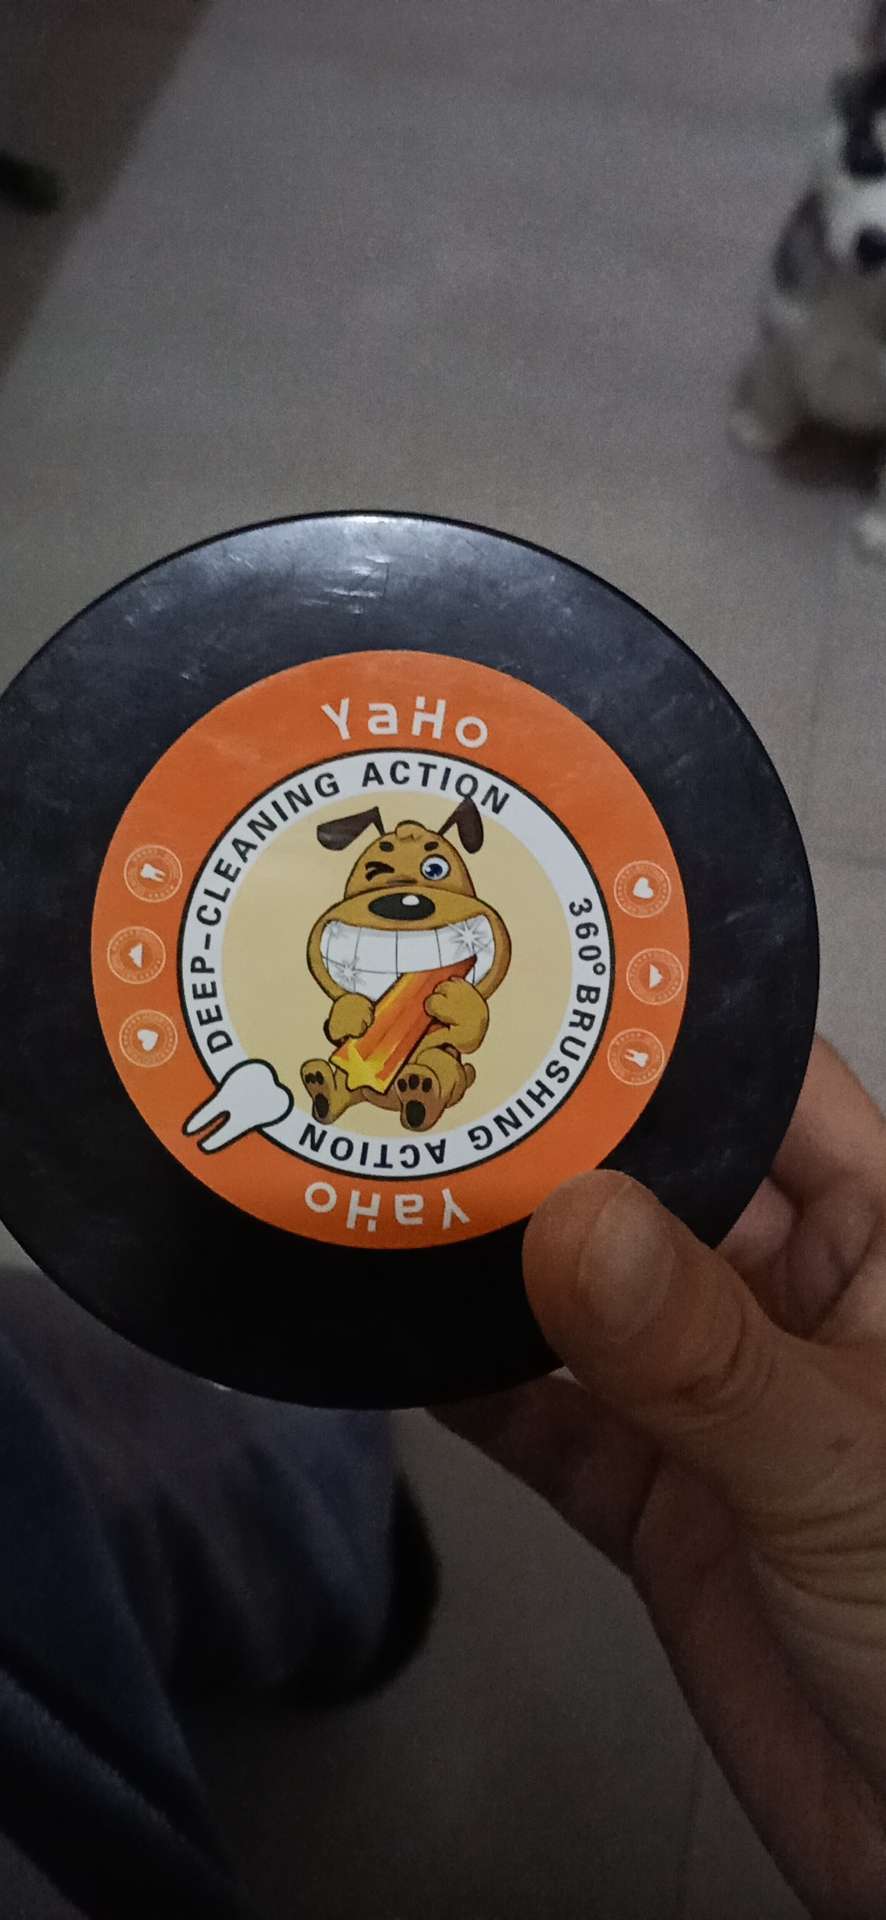 YaHo
DEEP-CLEANING ACTION
360° BRUSHING ACTION
YaHo